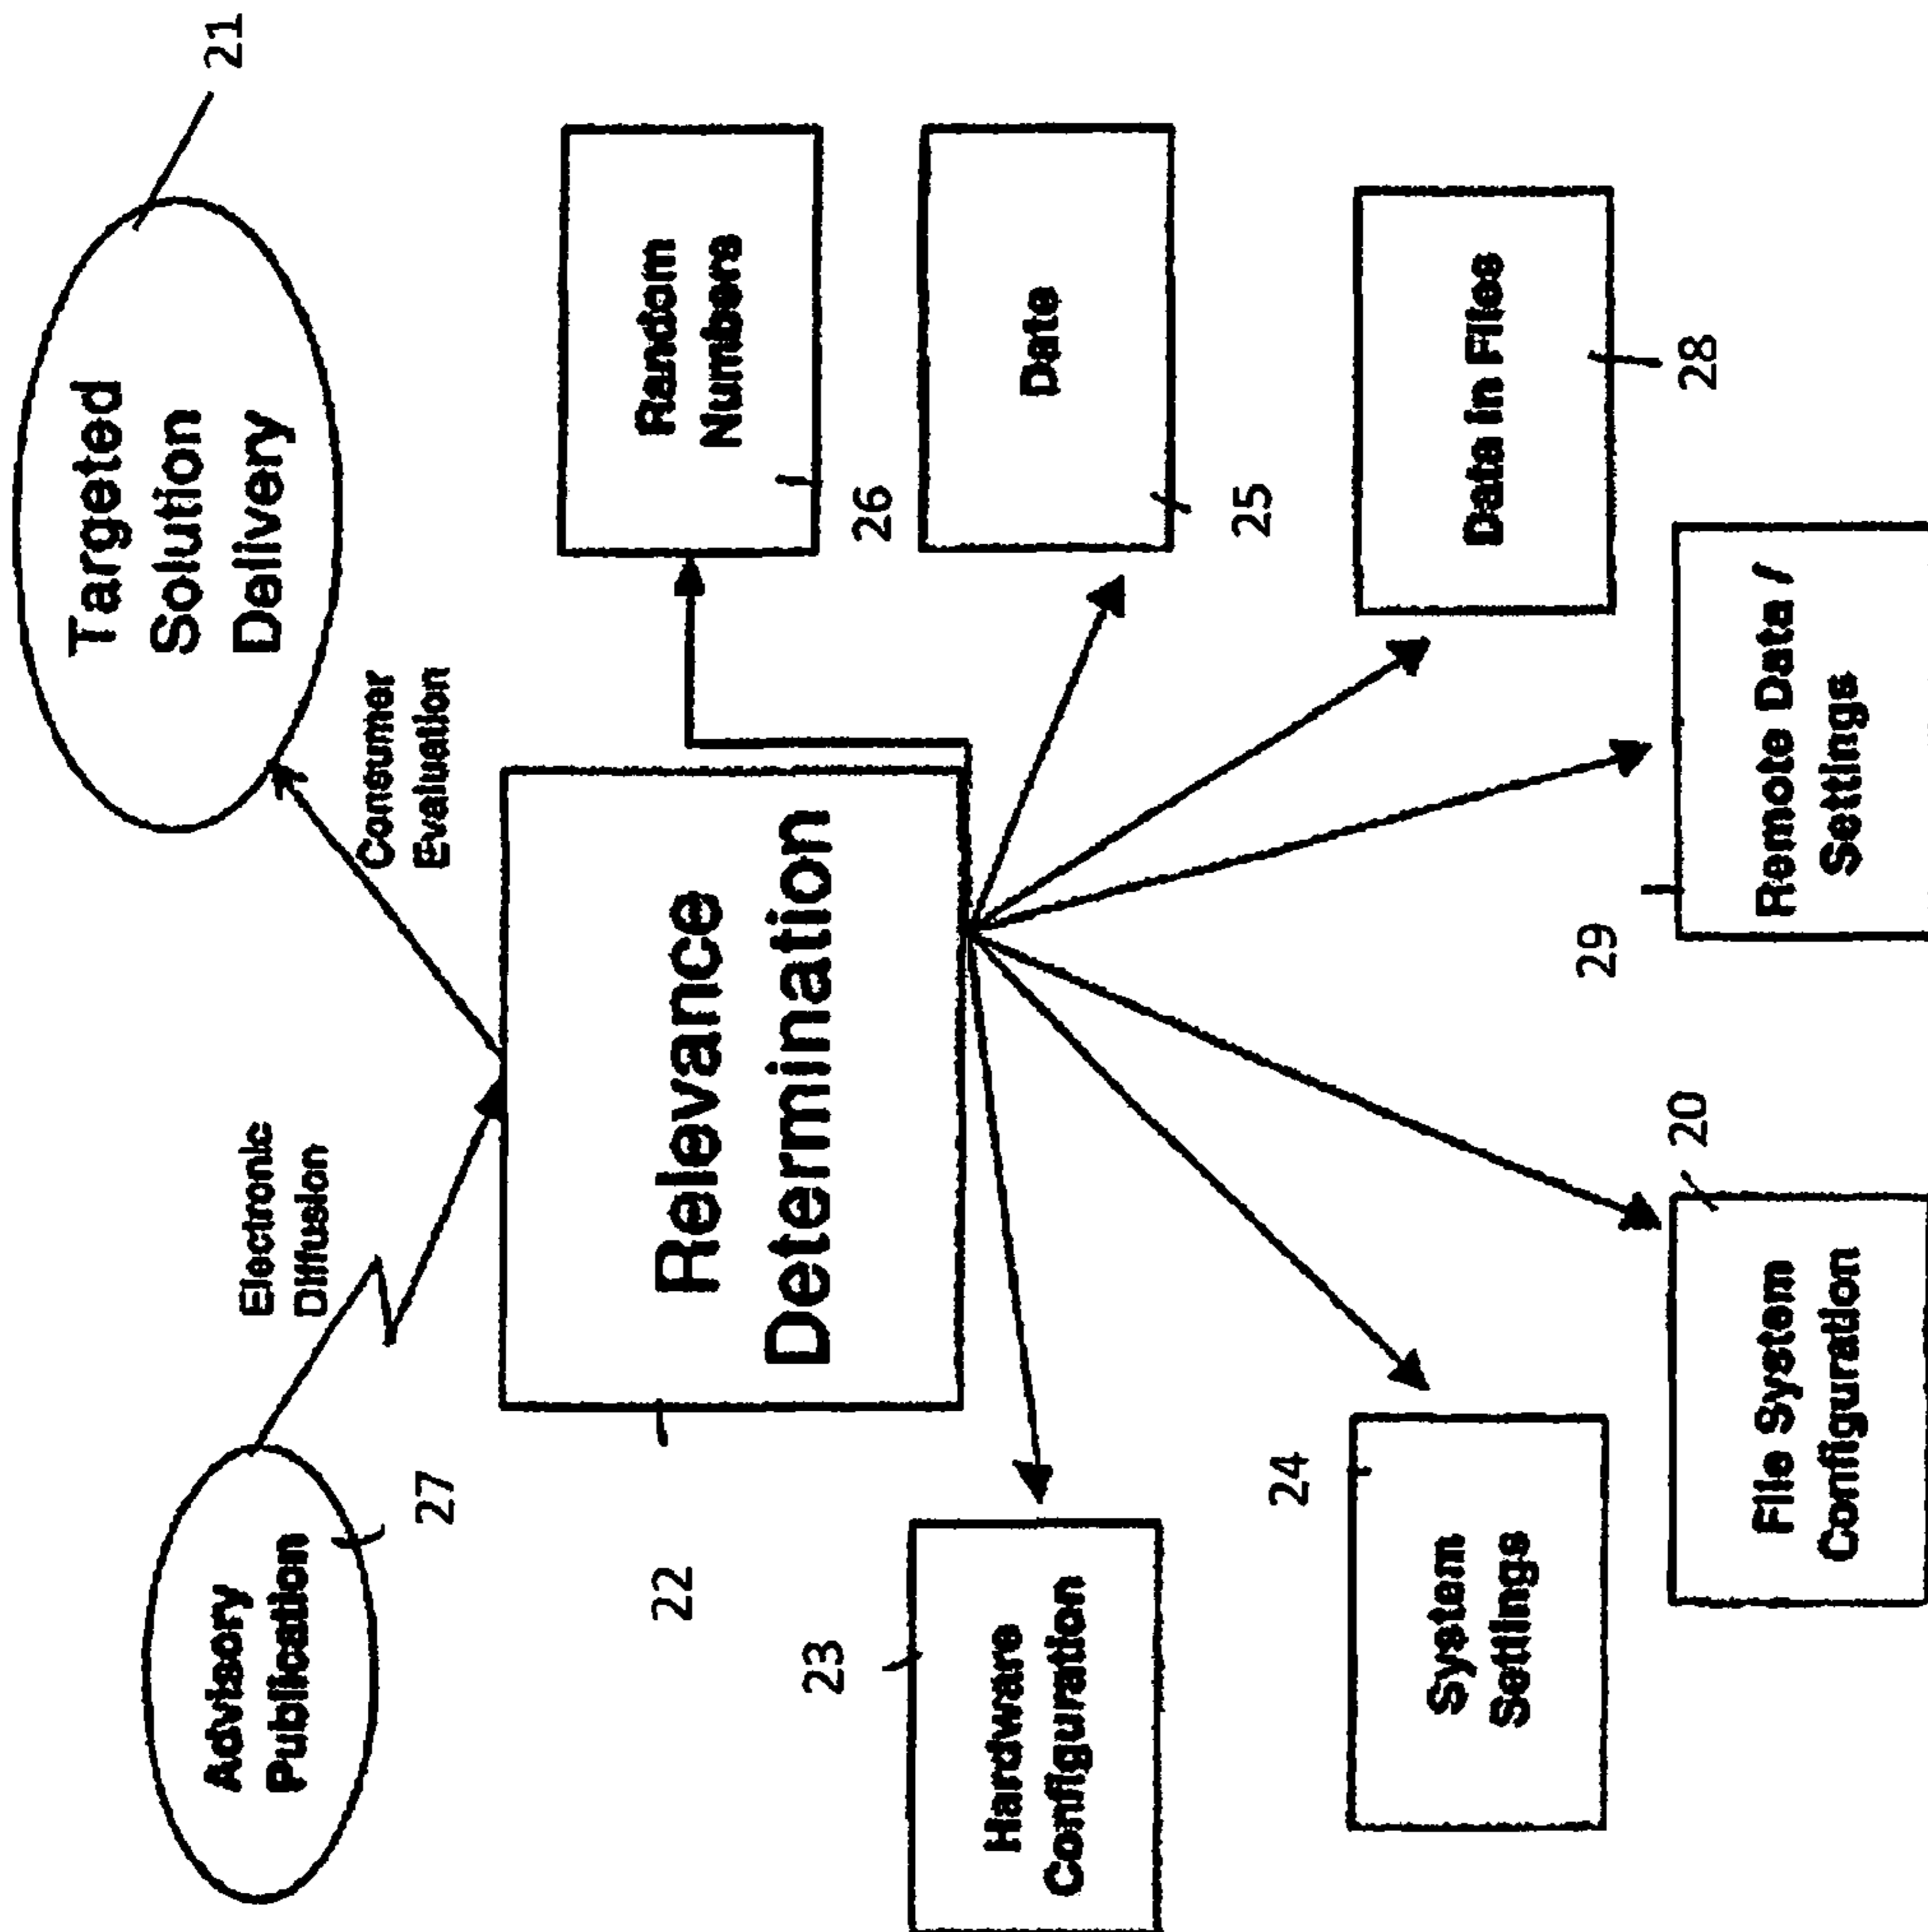 Targeted
Solution
Delivery
21
Advisory
Publication
27
Electronic
Diffusion
Consumer
Evaluation
22
Relevance
Determination
Random
Numbers
26
23
Hardware
Configuration
Date
25
24
System
Settings
Data in Files
28
20
File System
Configuration
29
Remote Data /
Settings